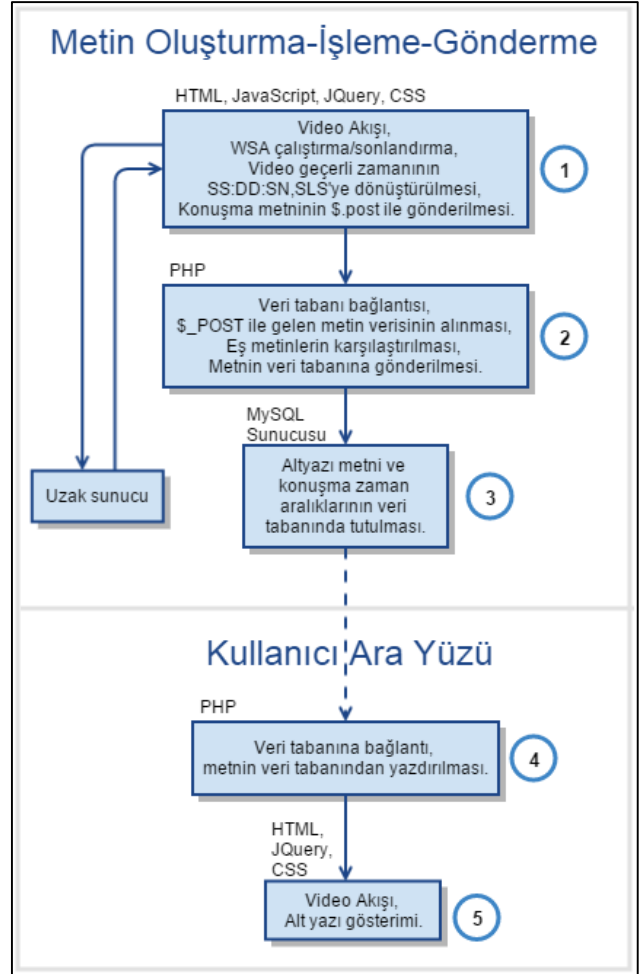 Metin Oluşturma-İşleme-Gönderme
HTML, JavaScript, JQuery, CSS
Video Akışı,
WSA çalıştırma/sonlandırma,
Video geçerli zamanının
SS:DD:SN,SLS'ye dönüştürülmesi,
Konuşma metninin $.post ile gönderilmesi.
1
PHP
Veri tabanı bağlantısı,
$_POST ile gelen metin verisinin alınması,
Eş metinlerin karşılaştırılması,
Metnin veri tabanına gönderilmesi.
2
MySQL
Sunucusu
Uzak sunucu
Altyazı metni ve
konuşma zaman
aralıklarının veri
tabanında tutulması.
3
Kullanıcı Ara Yüzü
PHP
Veri tabanına bağlantı,
metnin veri tabanından yazdırılması.
4
HTML,
JQuery,
CSS
Video Akışı,
Alt yazı gösterimi.
5